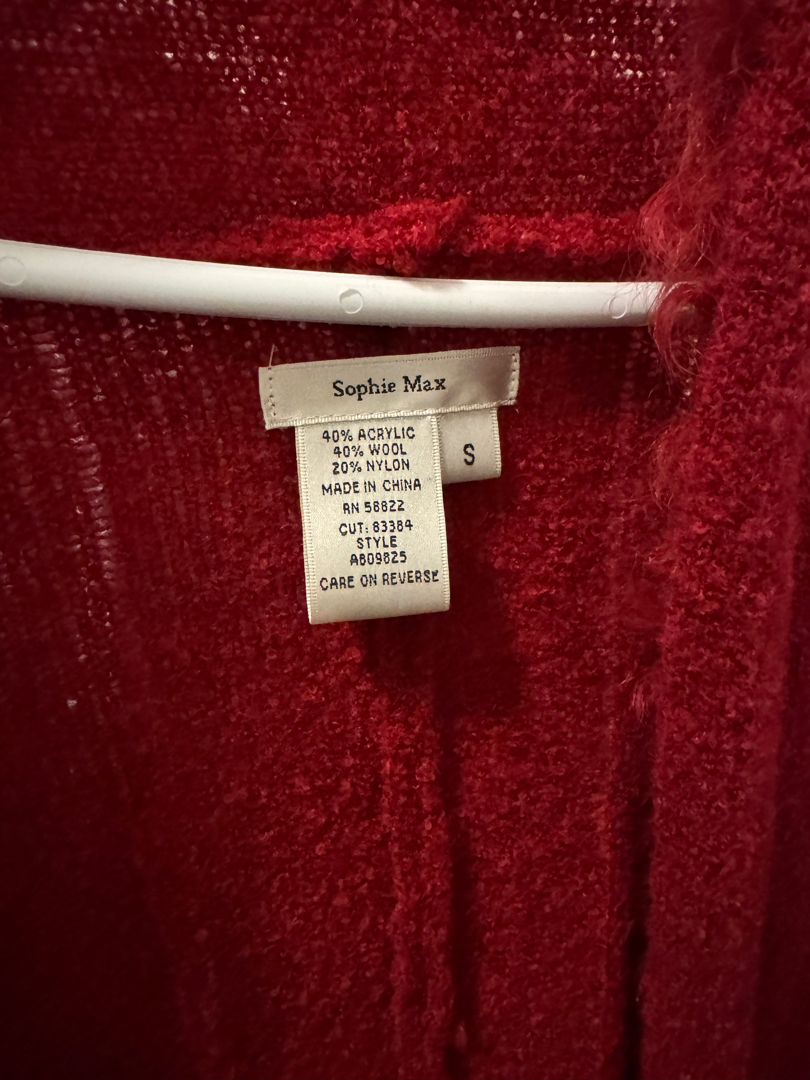 Sophie Max
40% ACRYLIC
40% WOOL
20% NYLON
MADE IN CHINA
RN 58822
CUT: 83384
STYLE
AB09825
CARE ON REVERSE
S